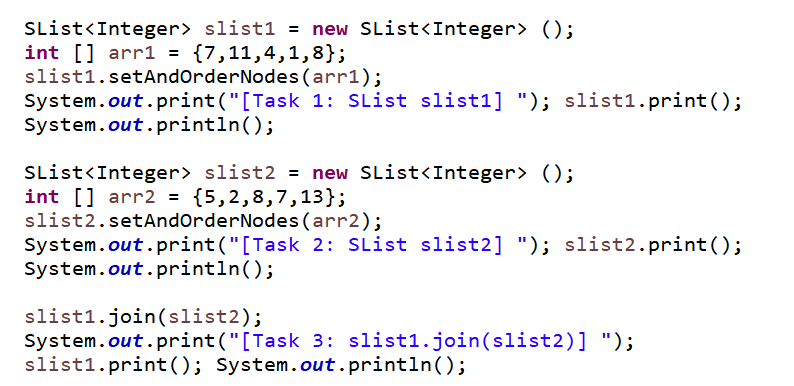 SList<Integer> slist1 = new SList<Integer> ();
int [] arr1 = {7,11,4,1,8};
slist1.setAndOrderNodes(arr1);
System.out.print("[Task 1: SList slist1] "); slist1.print();
System.out.println();

SList<Integer> slist2 = new SList<Integer> ();
int [] arr2 = {5,2,8,7,13};
slist2.setAndOrderNodes(arr2);
System.out.print("[Task 2: SList slist2] "); slist2.print();
System.out.println();

slist1.join(slist2);
System.out.print("[Task 3: slist1.join(slist2)] ");
slist1.print(); System.out.println();